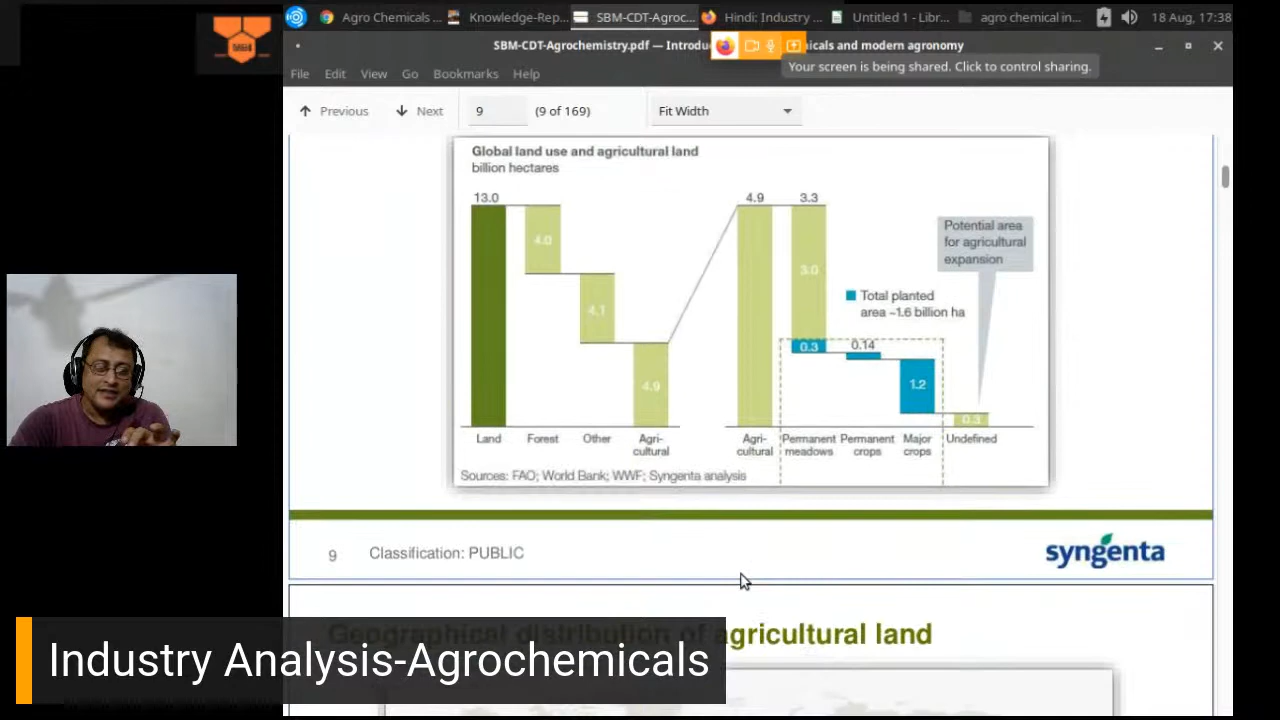 Agro Chemicals ...
Knowledge-Rep...
SBM-CDT-Agroc...
Hindi: Industry ...
Untitled 1 - Libr...
agro chemical in...
18 Aug, 17:38
SBM-CDT-Agrochemistry.pdf — Introdu
icals and modern agronomy
Your screen is being shared. Click to control sharing.
File Edit View Go Bookmarks Help
Previous Next 9 (9 of 169) Fit Width
Global land use and agricultural land
billion hectares
13.0
4.0
4.1
4.9
Land
Forest
Other
Agri-
cultural
4.9
3.3
3.0
0.3
0.14
1.2
0.3
Total planted
area ~1.6 billion ha
Potential area
for agricultural
expansion
Agri-
cultural
Permanent
meadows
Permanent
crops
Major
crops
Undefined
Sources: FAO; World Bank; WWF; Syngenta analysis
9 Classification: PUBLIC
syngenta
Geographical distribution of agricultural land
Industry Analysis-Agrochemicals